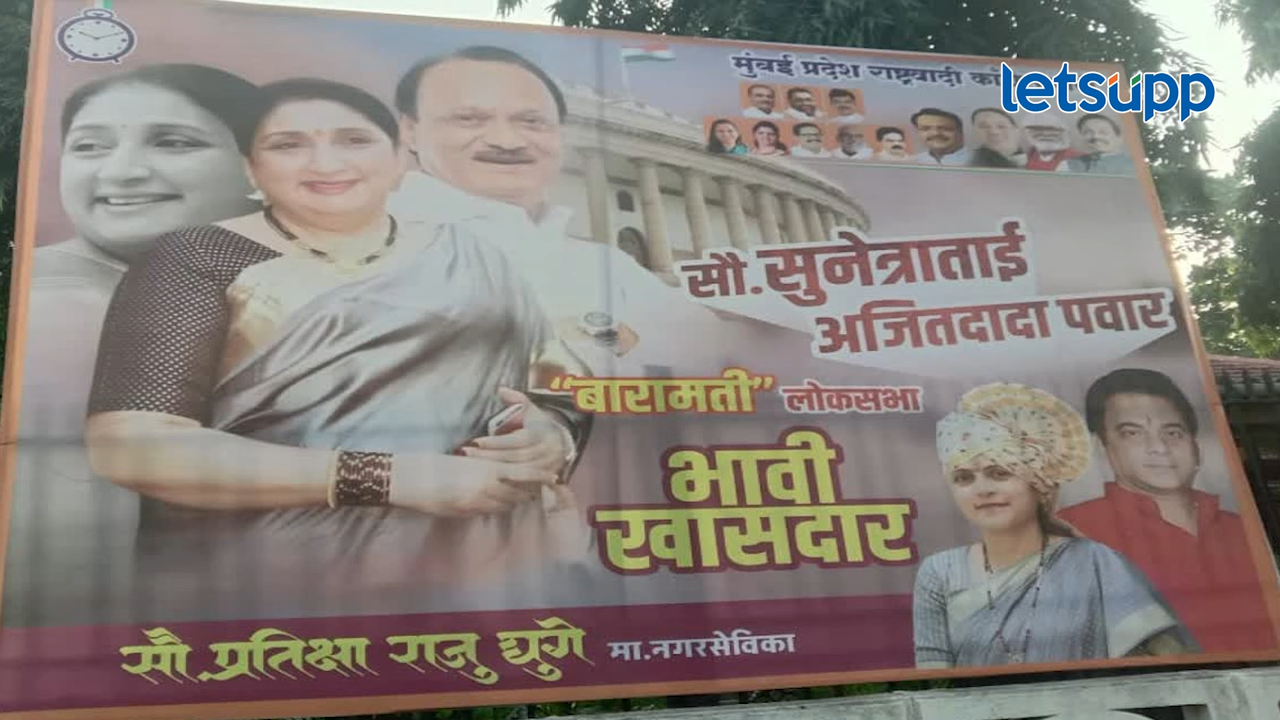 मुंबई प्रदेश राष्ट्रवादी
letsupp
सौ. सुनेत्राताई
अजितदादा पवार
"बारामती" लोकसभा
भावी
खासदार
सौ.प्रतिक्षा राजु घुगे मा.नगरसेविका